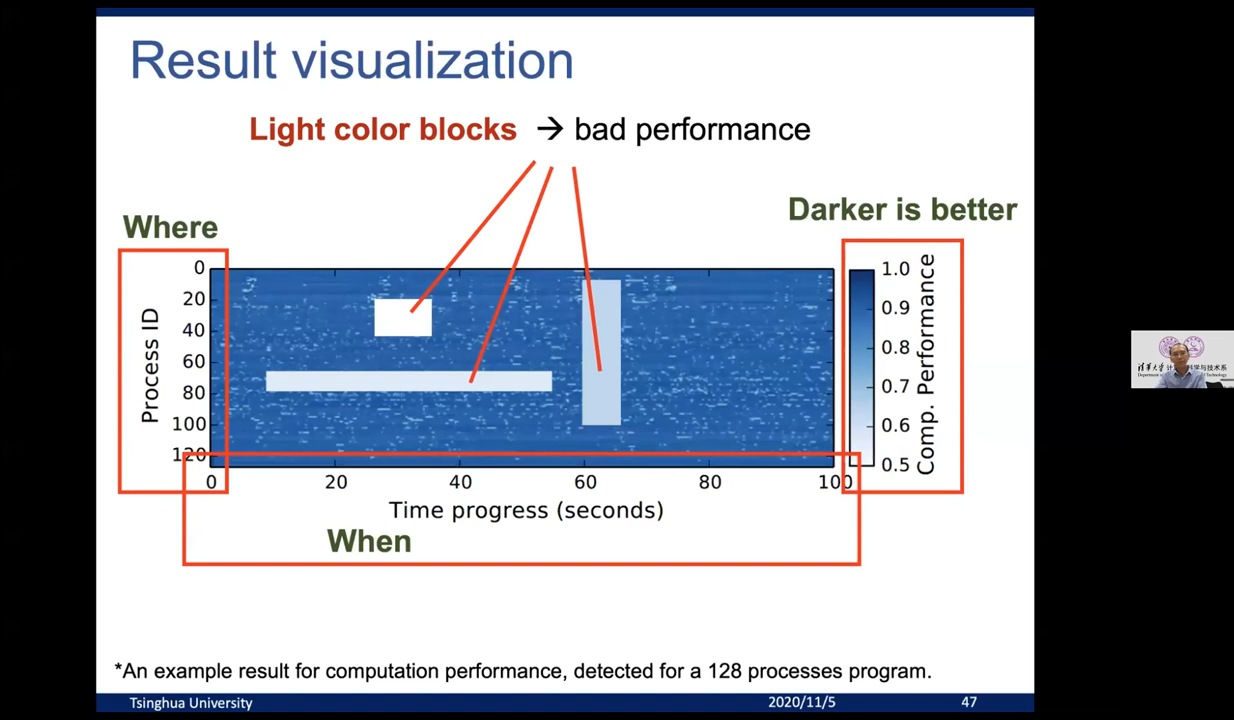 Result visualization
Light color blocks → bad performance
Where
Darker is better
Process ID
0
20
40
60
80
100
120
0
20
40
60
80
100
Time progress (seconds)
When
1.0
0.9
0.8
0.7
0.6
0.5
Comp. Performance
*An example result for computation performance, detected for a 128 processes program.
Tsinghua University
2020/11/5
47